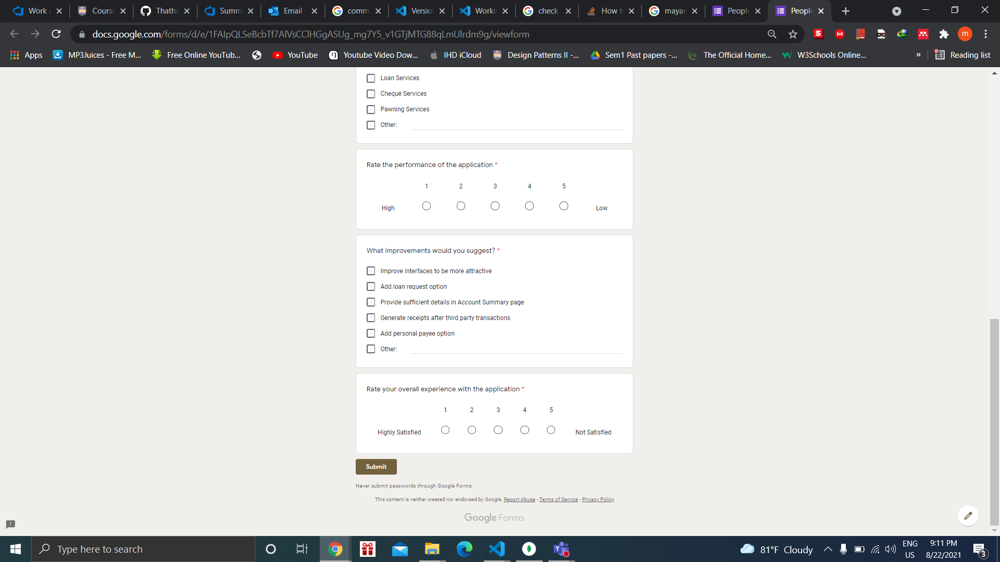 Work i
Course
Thaths
Summ
Email -
comm
Versio
Workin
check
How t
mayan
People
People
docs.google.com/forms/d/e/1FAIpQLSeBcbTf7AlVsCClHGgASUg_mg7Y5_v1GTjMTG88qLmUlrdm9g/viewform
m
Apps
MP3Juices - Free M...
Free Online YouTub...
YouTube
Youtube Video Dow...
IHD iCloud
Design Patterns II -...
Sem1 Past papers -...
The Official Home...
W3Schools Online...
»
Reading list
Loan Services
Cheque Services
Pawning Services
Other:
Rate the performance of the application *
1 2 3 4 5
High Low
What improvements would you suggest? *
Improve interfaces to be more attractive
Add loan request option
Provide sufficient details in Account Summary page
Generate receipts after third party transactions
Add personal payee option
Other:
Rate your overall experience with the application *
1 2 3 4 5
Highly Satisfied Not Satisfied
Submit
Never submit passwords through Google Forms.
This content is neither created nor endorsed by Google. Report Abuse - Terms of Service - Privacy Policy
Google Forms
Type here to search
81°F Cloudy
ENG
US
9:11 PM
8/22/2021
3